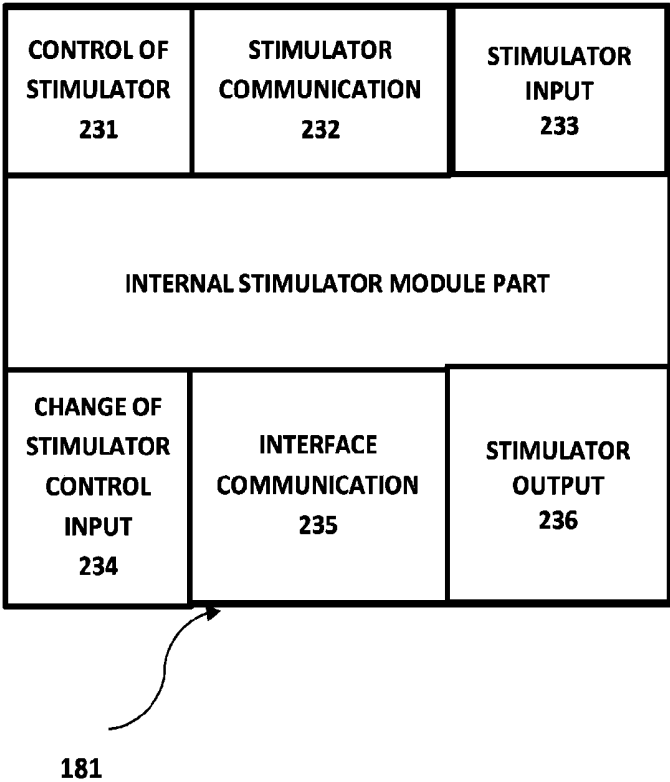 CONTROL OF
STIMULATOR
231
STIMULATOR
COMMUNICATION
232
STIMULATOR
INPUT
233
INTERNAL STIMULATOR MODULE PART
CHANGE OF
STIMULATOR
CONTROL
INPUT
234
INTERFACE
COMMUNICATION
235
STIMULATOR
OUTPUT
236
181